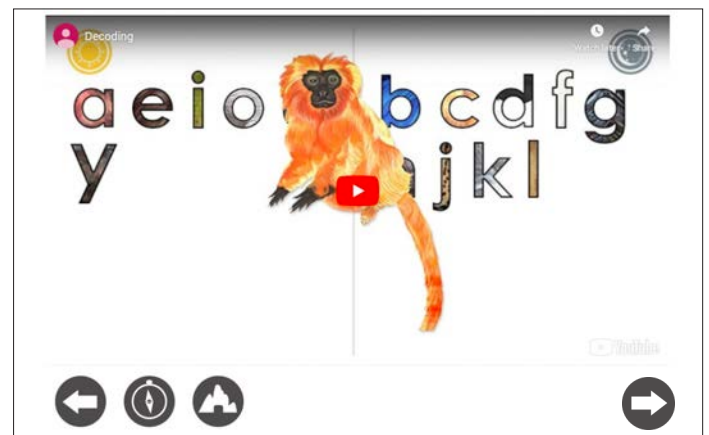 Decoding
Watch later Share
a e i o b c d f g
y j k l
YouTube